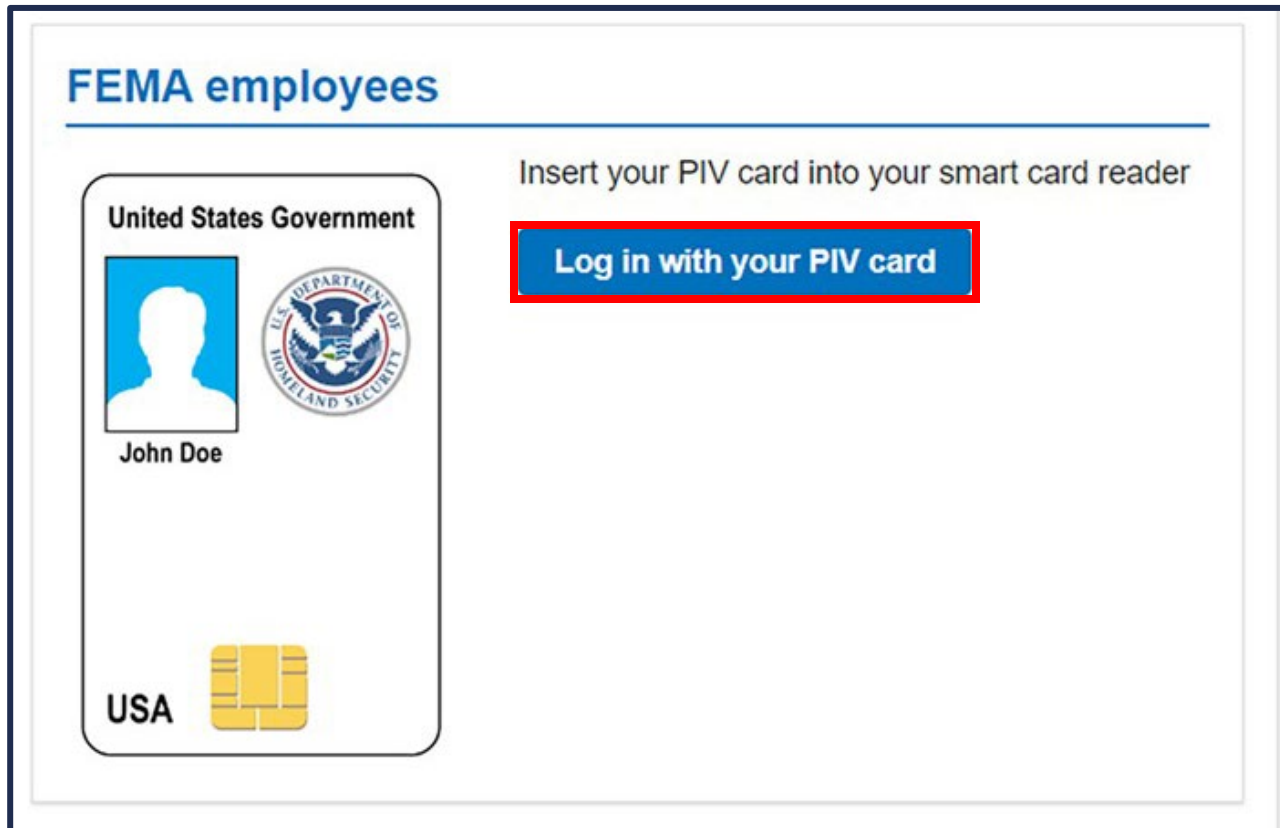 FEMA employees
Insert your PIV card into your smart card reader
Log in with your PIV card
United States Government
U.S. DEPARTMENT OF
HOMELAND SECURITY
John Doe
USA